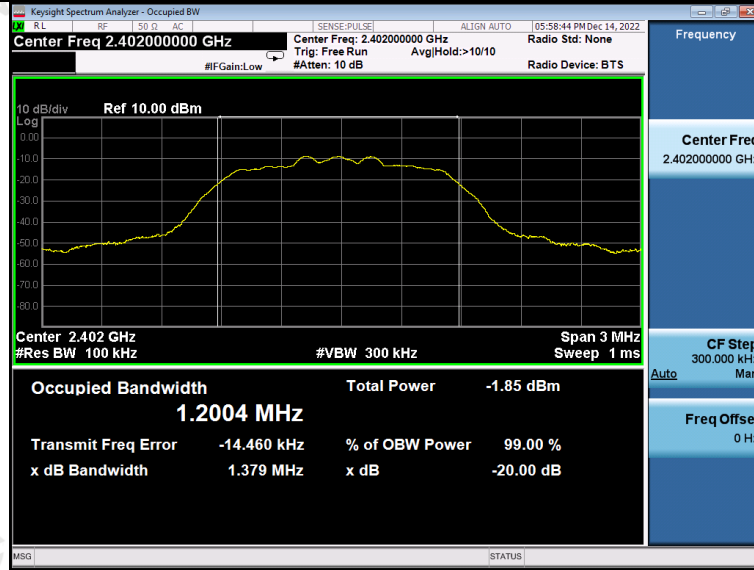 Keysight Spectrum Analyzer - Occupied BW
LXI RL RF 50 Ω AC SENSE:PULSE ALIGN AUTO 05:58:44 PM Dec 14, 2022
Center Freq 2.402000000 GHz
Center Freq: 2.402000000 GHz Radio Std: None
Trig: Free Run Avg|Hold:>10/10
#IFGain:Low #Atten: 10 dB Radio Device: BTS
10 dB/div Ref 10.00 dBm
Log
0.00
-10.0
-20.0
-30.0
-40.0
-50.0
-60.0
-70.0
-80.0
Center 2.402 GHz Span 3 MHz
#Res BW 100 kHz #VBW 300 kHz Sweep 1 ms
Occupied Bandwidth Total Power -1.85 dBm
1.2004 MHz
Transmit Freq Error -14.460 kHz % of OBW Power 99.00 %
x dB Bandwidth 1.379 MHz x dB -20.00 dB
MSG STATUS
Frequency
Center Freq
2.402000000 GHz
CF Step
300.000 kHz
Auto Man
Freq Offset
0 Hz